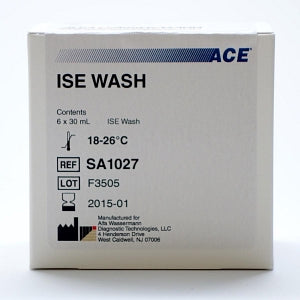 ACE
ISE WASH
Contents
6 x 30 mL ISE Wash
18-26°C
REF SA1027
LOT F3505
2015-01
Manufactured for
Alfa Wassermann
Diagnostic Technologies, LLC
4 Henderson Drive
West Caldwell, NJ 07006